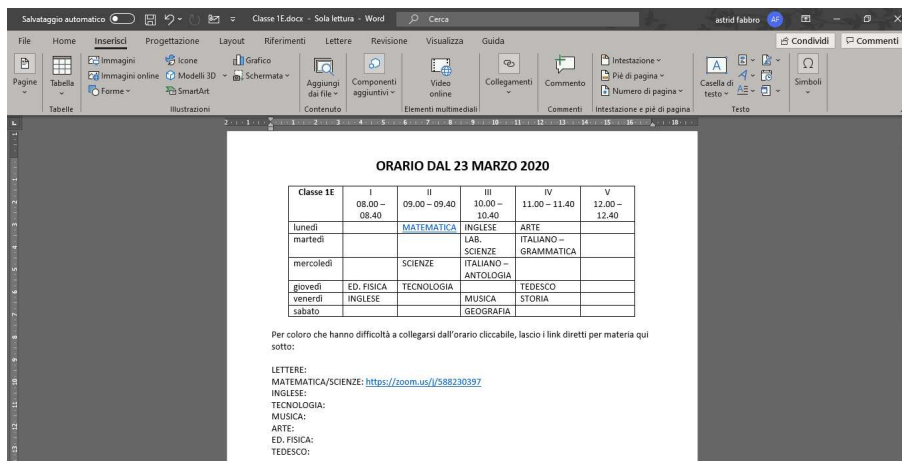 Salvataggio automatico Classe 1E.docx - Sola lettura - Word Cerca astrid fabbro AF
File Home Inserisci Progettazione Layout Riferimenti Lettere Revisione Visualizza Guida Condividi Commenti
Pagine
Tabella
Tabelle
Immagini
Immagini online
Forme
Icone
Modelli 3D
SmartArt
Grafico
Schermata
Illustrazioni
Aggiungi dai file
Contenuto
Componenti aggiuntivi
Video online
Elementi multimediali
Collegamenti
Commento
Commenti
Intestazione
Piè di pagina
Numero di pagina
Intestazione e piè di pagina
Casella di testo
Testo
Simboli
ORARIO DAL 23 MARZO 2020
Classe 1E I 08.00 – 08.40 II 09.00 – 09.40 III 10.00 – 10.40 IV 11.00 – 11.40 V 12.00 – 12.40
lunedì MATEMATICA INGLESE ARTE
martedì LAB. SCIENZE ITALIANO – GRAMMATICA
mercoledì SCIENZE ITALIANO – ANTOLOGIA
giovedì ED. FISICA TECNOLOGIA TEDESCO
venerdì INGLESE MUSICA STORIA
sabato GEOGRAFIA
Per coloro che hanno difficoltà a collegarsi dall'orario cliccabile, lascio i link diretti per materia qui
sotto:
LETTERE:
MATEMATICA/SCIENZE: https://zoom.us/j/588230397
INGLESE:
TECNOLOGIA:
MUSICA:
ARTE:
ED. FISICA:
TEDESCO: